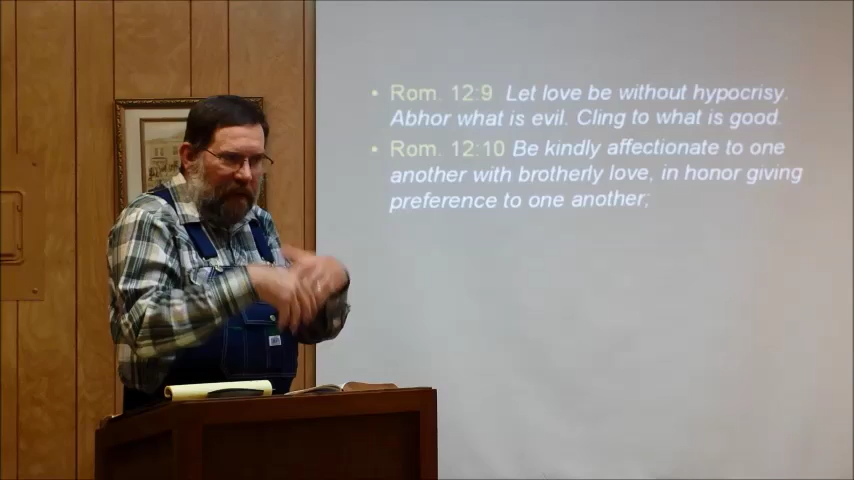 Rom. 12:9 Let love be without hypocrisy.
Abhor what is evil. Cling to what is good.
Rom. 12:10 Be kindly affectionate to one
another with brotherly love, in honor giving
preference to one another;